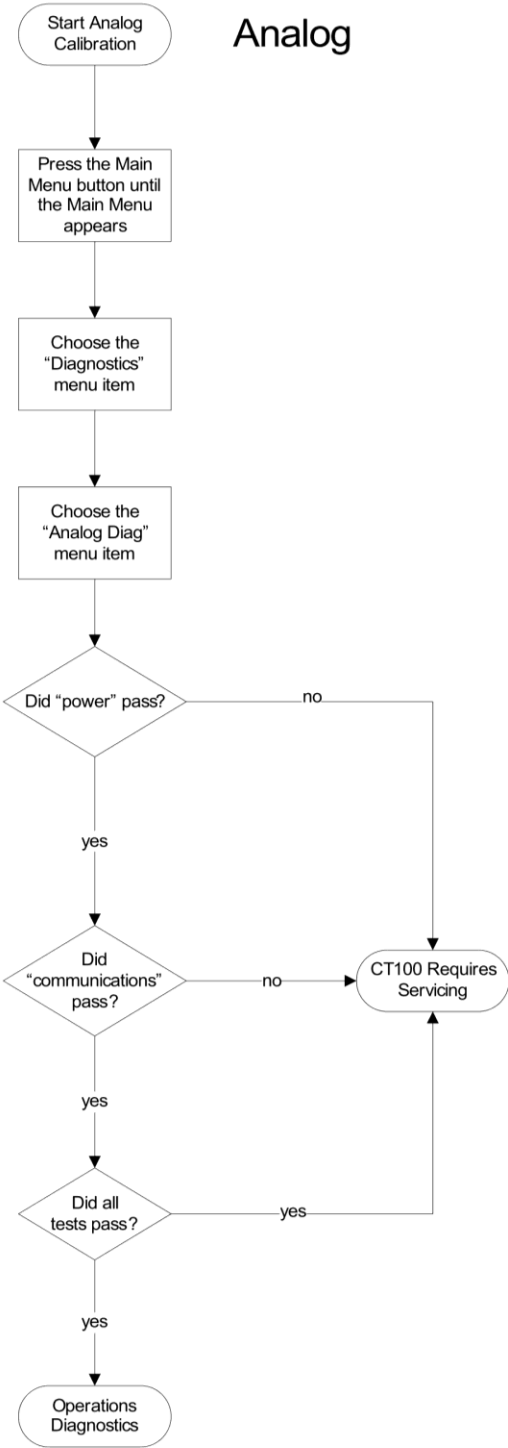 Start Analog
Calibration
Analog
Press the Main
Menu button until
the Main Menu
appears
Choose the
“Diagnostics”
menu item
Choose the
“Analog Diag”
menu item
Did “power” pass?
no
yes
Did
“communications”
pass?
no
CT100 Requires
Servicing
yes
Did all
tests pass?
yes
yes
Operations
Diagnostics